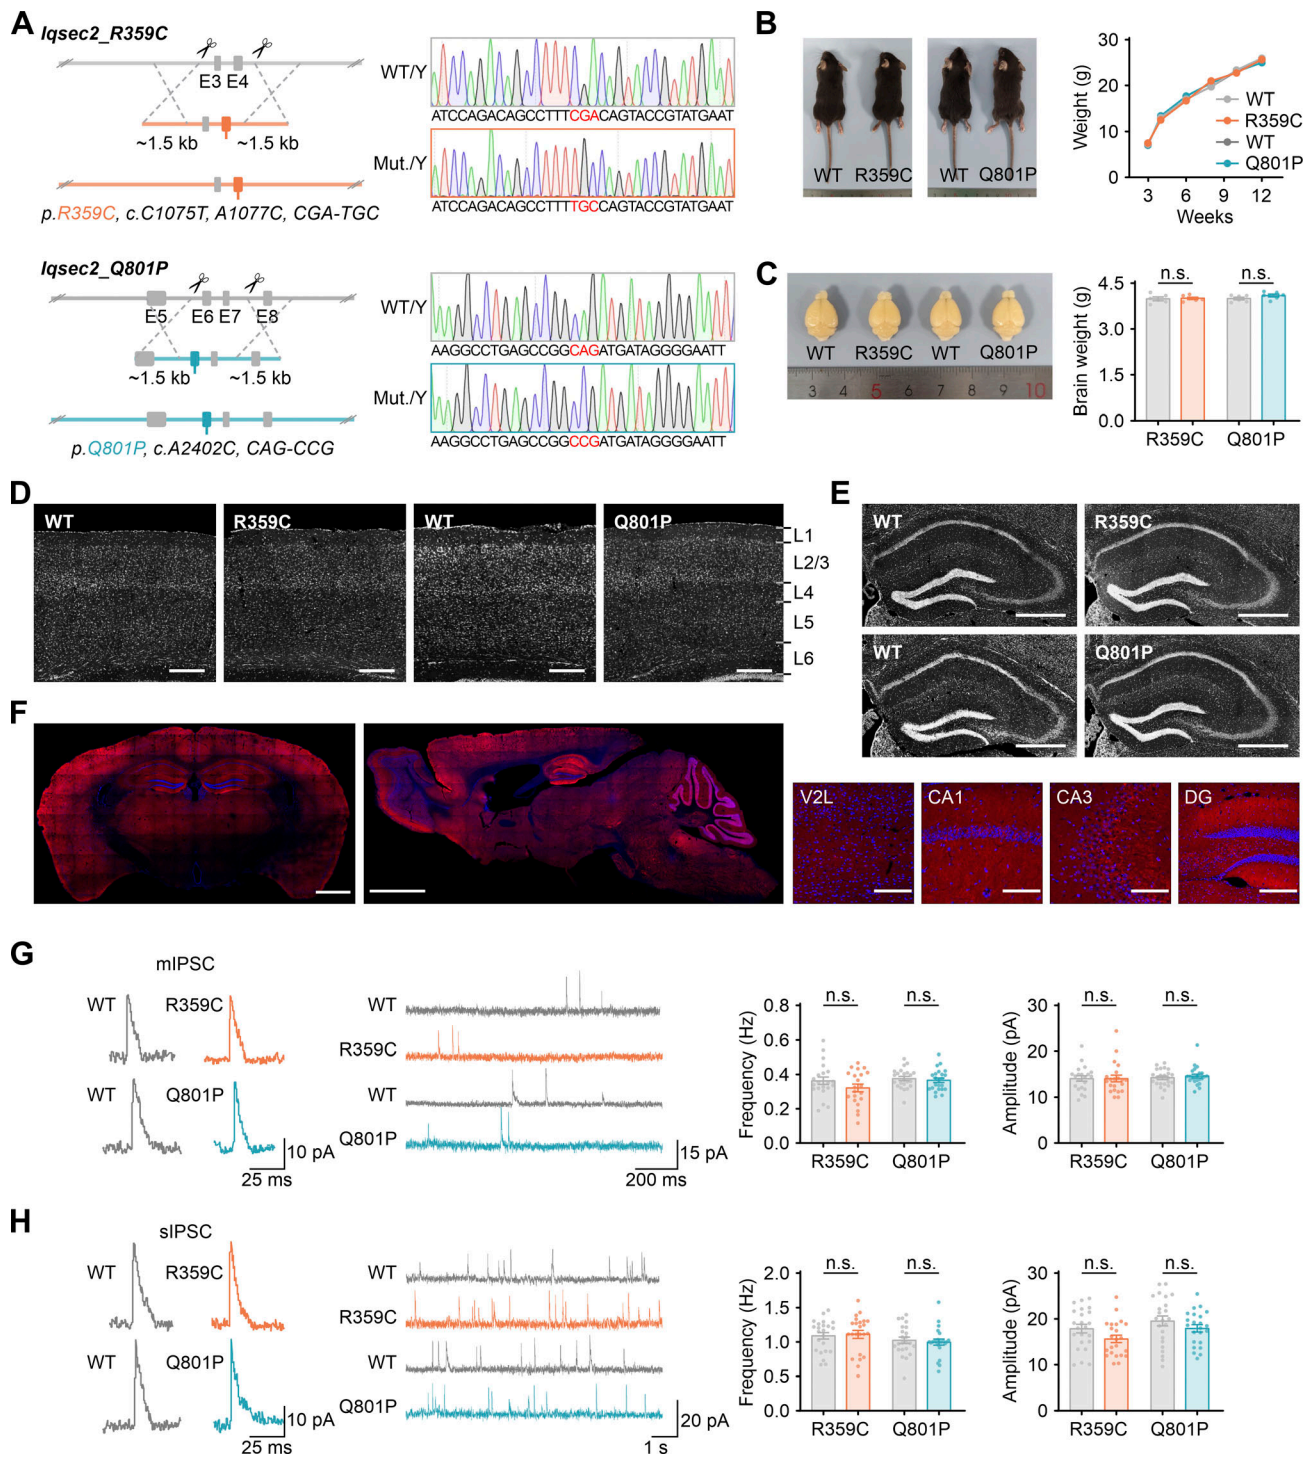 A
Iqsec2_R359C
E3 E4
~1.5 kb ~1.5 kb
p.R359C, c.C1075T, A1077C, CGA-TGC
WT/Y
ATCCAGACAGCCTTTCGACAGTACCGTATGAAT
Mut./Y
ATCCAGACAGCCTTTTGCCAGTACCGTATGAAT
Iqsec2_Q801P
E5 E6 E7 E8
~1.5 kb ~1.5 kb
p.Q801P, c.A2402C, CAG-CCG
WT/Y
AAGGCCTGAGCCGGCAGATGATAGGGGAATT
Mut./Y
AAGGCCTGAGCCGGCCGATGATAGGGGAATT
B
WT R359C WT Q801P
Weight (g)
30
20
10
0
3 6 9 12
Weeks
WT
R359C
WT
Q801P
C
WT R359C WT Q801P
3 4 5 6 7 8 9 10
Brain weight (g)
4.5
3.0
1.5
0.0
n.s. n.s.
R359C Q801P
D
WT R359C WT Q801P
L1
L2/3
L4
L5
L6
E
WT R359C
WT Q801P
F
V2L CA1 CA3 DG
G
mIPSC
WT R359C
WT Q801P
10 pA
25 ms
WT
R359C
WT
Q801P
15 pA
200 ms
Frequency (Hz)
0.8
0.6
0.4
0.2
0.0
n.s. n.s.
R359C Q801P
Amplitude (pA)
30
20
10
0
n.s. n.s.
R359C Q801P
H
sIPSC
WT R359C
WT Q801P
10 pA
25 ms
WT
R359C
WT
Q801P
20 pA
1 s
Frequency (Hz)
2.0
1.5
1.0
0.5
0.0
n.s. n.s.
R359C Q801P
Amplitude (pA)
30
20
10
0
n.s. n.s.
R359C Q801P